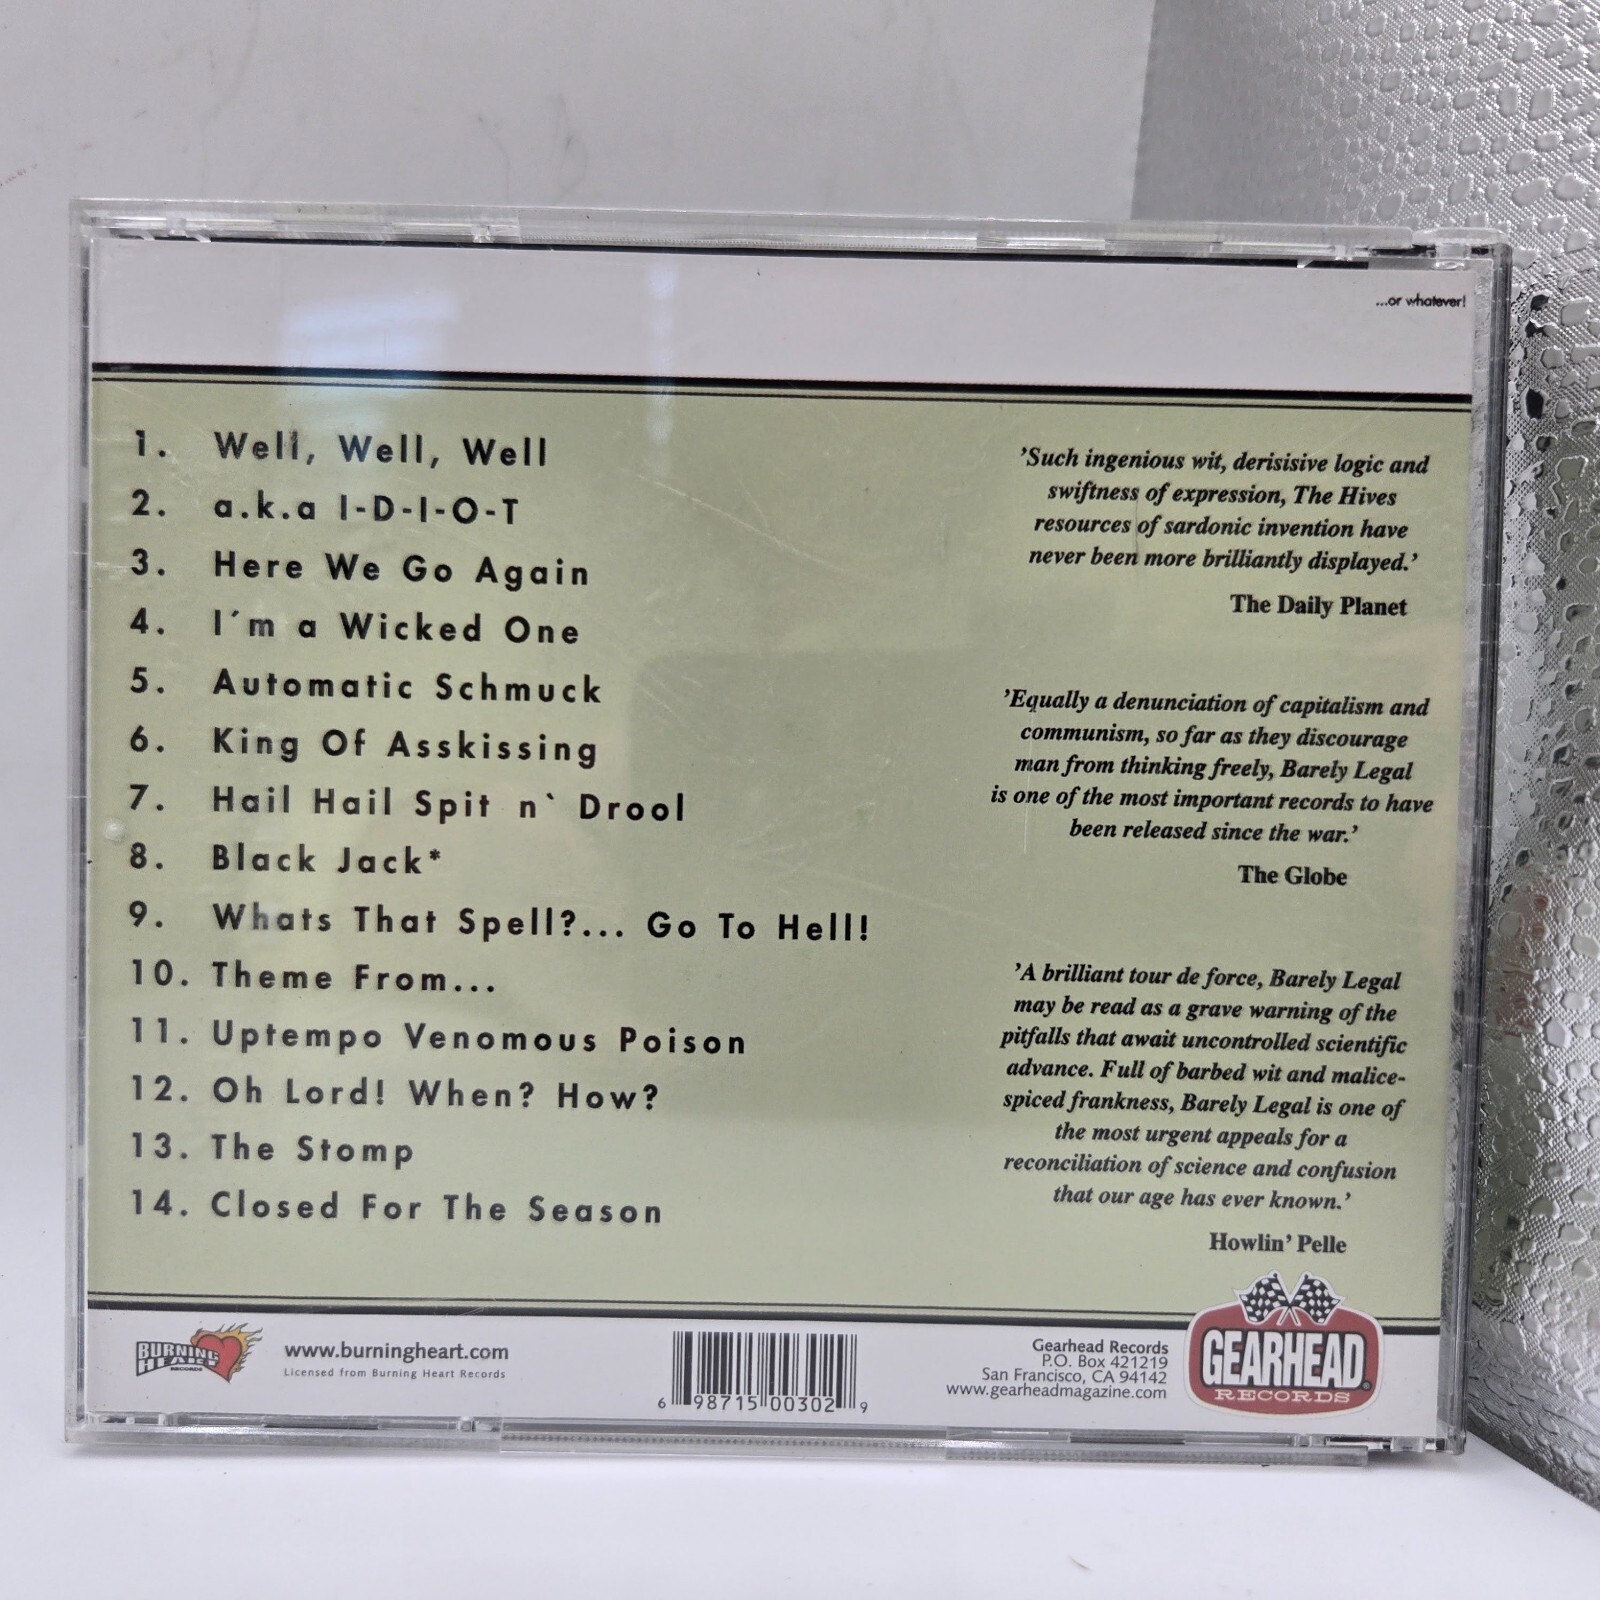 ...or whatever!
1. Well, Well, Well
2. a.k.a I-D-I-O-T
3. Here We Go Again
4. I´m a Wicked One
5. Automatic Schmuck
6. King Of Asskissing
7. Hail Hail Spit n` Drool
8. Black Jack*
9. Whats That Spell?... Go To Hell!
10. Theme From...
11. Uptempo Venomous Poison
12. Oh Lord! When? How?
13. The Stomp
14. Closed For The Season
’Such ingenious wit, derisisive logic and
swiftness of expression, The Hives
resources of sardonic invention have
never been more brilliantly displayed.’
The Daily Planet
’Equally a denunciation of capitalism and
communism, so far as they discourage
man from thinking freely, Barely Legal
is one of the most important records to have
been released since the war.’
The Globe
’A brilliant tour de force, Barely Legal
may be read as a grave warning of the
pitfalls that await uncontrolled scientific
advance. Full of barbed wit and malice-
spiced frankness, Barely Legal is one of
the most urgent appeals for a
reconciliation of science and confusion
that our age has ever known.’
Howlin’ Pelle
BURNING
HEART
RECORDS
www.burningheart.com
Licensed from Burning Heart Records
6 98715 00302 9
Gearhead Records
P.O. Box 421219
San Francisco, CA 94142
www.gearheadmagazine.com
GEARHEAD
RECORDS